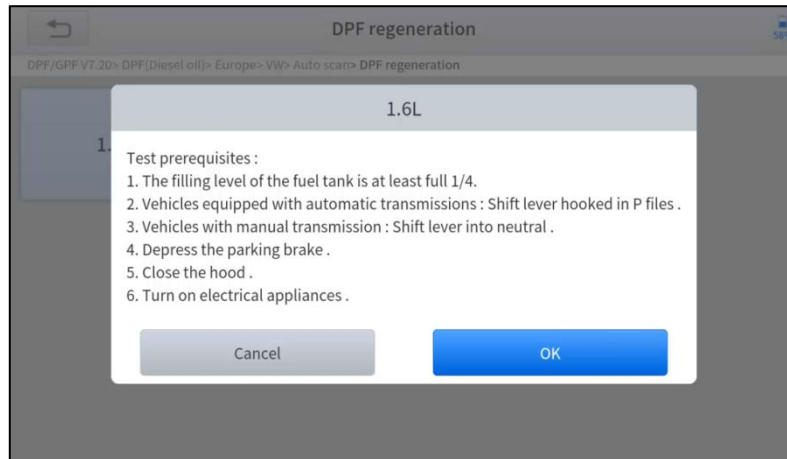 DPF regeneration
58%
DPF/GPF V7.20> DPF(Diesel oil)> Europe> VW> Auto scan> DPF regeneration
1.6L
1.
Test prerequisites :
1. The filling level of the fuel tank is at least full 1/4.
2. Vehicles equipped with automatic transmissions : Shift lever hooked in P files .
3. Vehicles with manual transmission : Shift lever into neutral .
4. Depress the parking brake .
5. Close the hood .
6. Turn on electrical appliances .
Cancel
OK